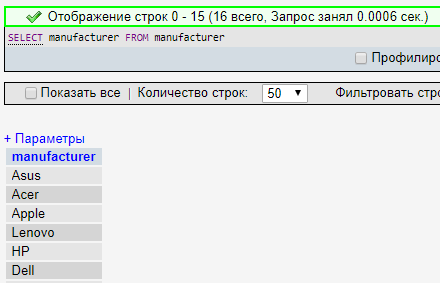 Отображение строк 0 - 15 (16 всего, Запрос занял 0.0006 сек.)
SELECT manufacturer FROM manufacturer
Профилиро
Показать все | Количество строк: 50 Фильтровать стро
+ Параметры
manufacturer
Asus
Acer
Apple
Lenovo
HP
Dell